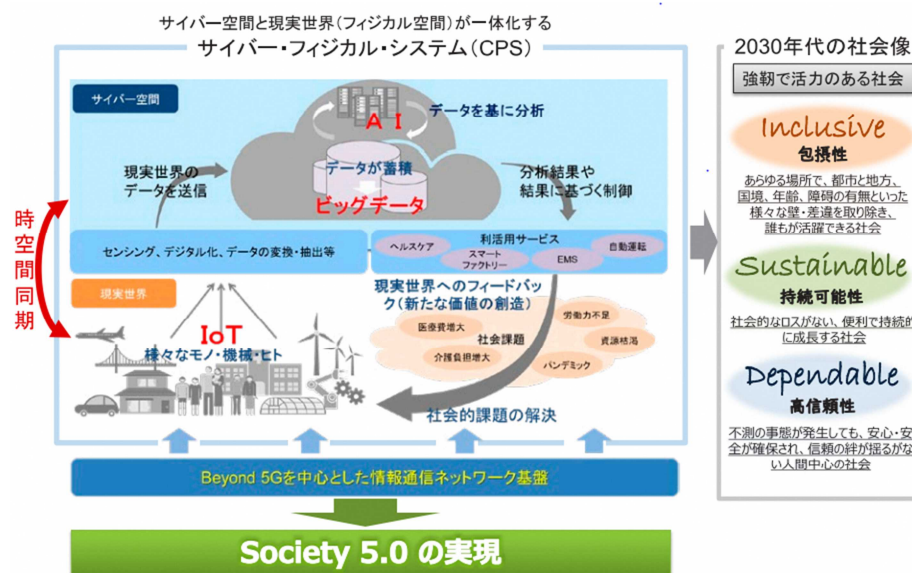 サイバー空間と現実世界（フィジカル空間）が一体化する
サイバー・フィジカル・システム（CPS）
サイバー空間
AI
データを基に分析
現実世界の
データを送信
データが蓄積
ビッグデータ
分析結果や
結果に基づく制御
時空間同期
センシング、デジタル化、データの変換・抽出等
利活用サービス
ヘルスケア
スマート
ファクトリー
EMS
自動運転
現実世界
IoT
様々なモノ・機械・ヒト
現実世界へのフィードバッ
ク（新たな価値の創造）
医療費増大
労働力不足
社会課題
資源枯渇
介護負担増大
パンデミック
社会的課題の解決
Beyond 5Gを中心とした情報通信ネットワーク基盤
Society 5.0 の実現
2030年代の社会像
強靭で活力のある社会
Inclusive
包摂性
あらゆる場所で、都市と地方、
国境、年齢、障碍の有無といった
様々な壁・差違を取り除き、
誰もが活躍できる社会
Sustainable
持続可能性
社会的なロスがない、便利で持続的
に成長する社会
Dependable
高信頼性
不測の事態が発生しても、安心・安
全が確保され、信頼の絆が揺るがな
い人間中心の社会